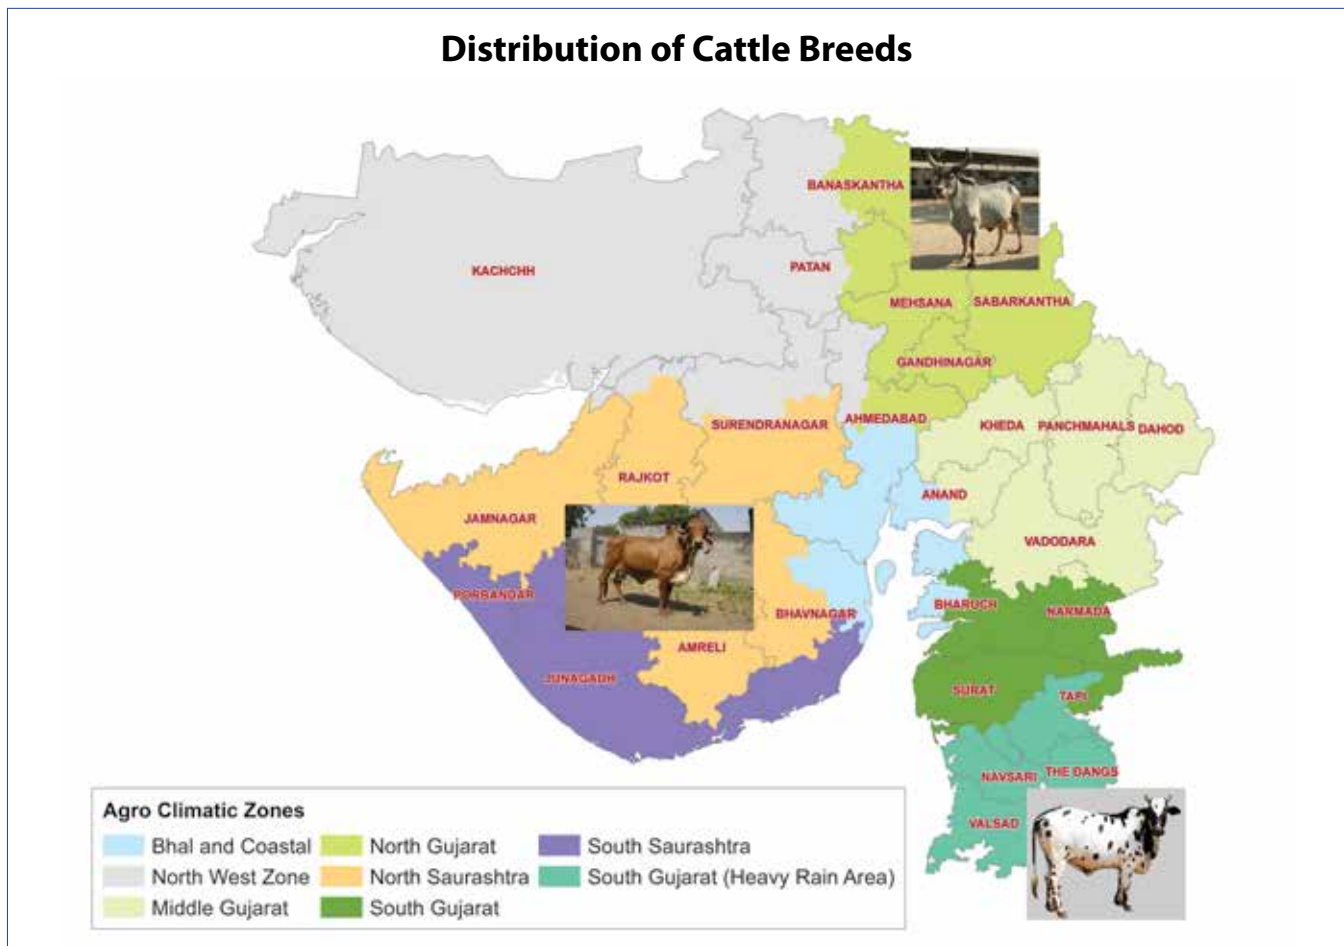 Distribution of Cattle Breeds
BANASKANTHA
PATAN
KACHCHH
MEHSANA
SABARKANTHA
GANDHINAGAR
AHMEDABAD
SURENDRANAGAR
KHEDA
PANCHMAHALS
DAHOD
RAJKOT
ANAND
JAMNAGAR
VADODARA
PORBANDAR
BHARUCH
NARMADA
BHAVNAGAR
AMRELI
JUNAGADH
SURAT
TAPI
NAVSARI
THE DANGS
VALSAD
Agro Climatic Zones
Bhal and Coastal
North West Zone
Middle Gujarat
North Gujarat
North Saurashtra
South Gujarat
South Saurashtra
South Gujarat (Heavy Rain Area)